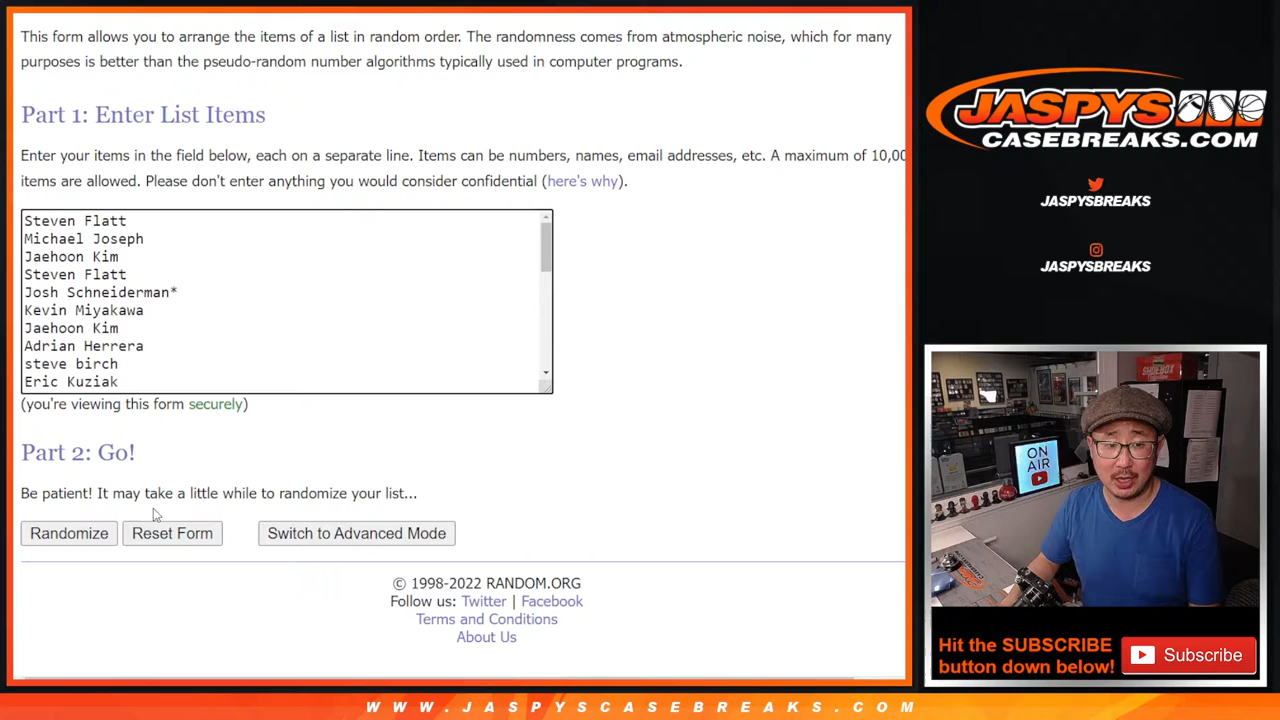 This form allows you to arrange the items of a list in random order. The randomness comes from atmospheric noise, which for many
purposes is better than the pseudo-random number algorithms typically used in computer programs.
Part 1: Enter List Items
Enter your items in the field below, each on a separate line. Items can be numbers, names, email addresses, etc. A maximum of 10,00
items are allowed. Please don't enter anything you would consider confidential (here's why).
Steven Flatt
Michael Joseph
Jaehoon Kim
Steven Flatt
Josh Schneiderman*
Kevin Miyakawa
Jaehoon Kim
Adrian Herrera
steve birch
Eric Kuziak
(you're viewing this form securely)
Part 2: Go!
Be patient! It may take a little while to randomize your list...
Randomize
Reset Form
Switch to Advanced Mode
© 1998-2022 RANDOM.ORG
Follow us: Twitter | Facebook
Terms and Conditions
About Us
JASPYS
CASEBREAKS.COM
JASPYSBREAKS
JASPYSBREAKS
ON
AIR
Hit the SUBSCRIBE
button down below!
Subscribe
WWW.JASPYSCASEBREAKS.COM